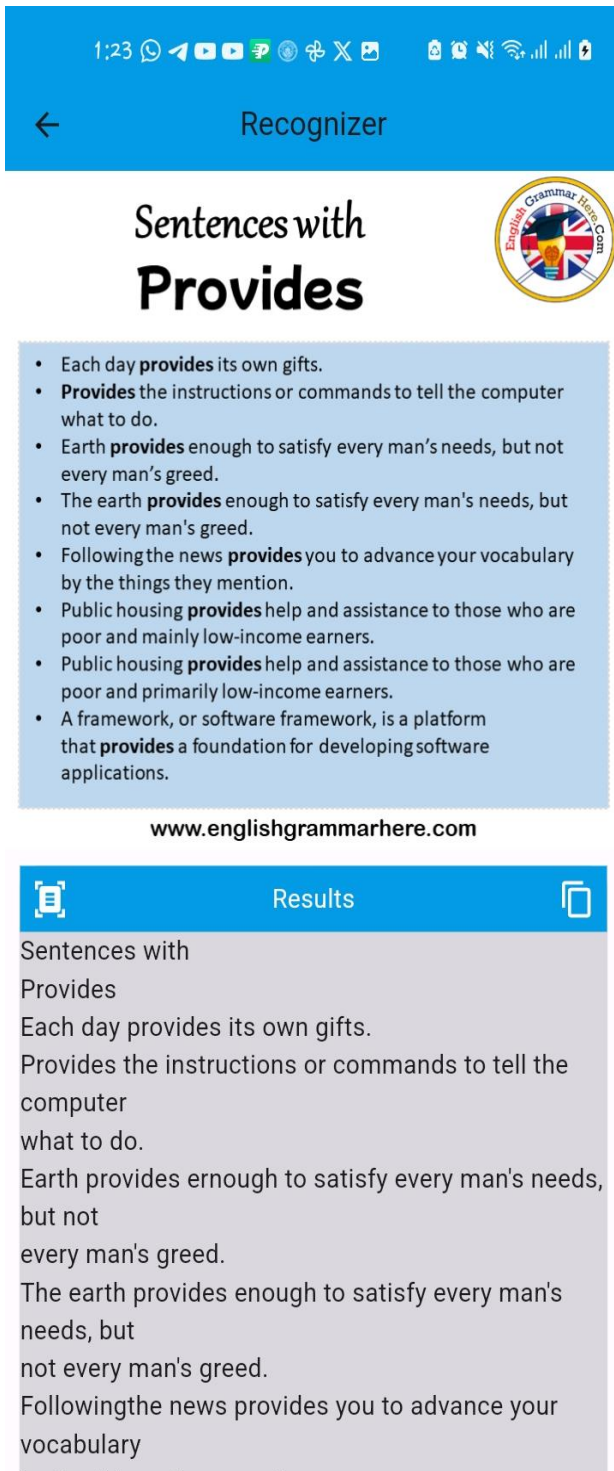 1:23
Recognizer
Sentences with
Provides
English Grammar Here.Com
• Each day provides its own gifts.
• Provides the instructions or commands to tell the computer
what to do.
• Earth provides enough to satisfy every man’s needs, but not
every man’s greed.
• The earth provides enough to satisfy every man's needs, but
not every man's greed.
• Following the news provides you to advance your vocabulary
by the things they mention.
• Public housing provides help and assistance to those who are
poor and mainly low-income earners.
• Public housing provides help and assistance to those who are
poor and primarily low-income earners.
• A framework, or software framework, is a platform
that provides a foundation for developing software
applications.
www.englishgrammarhere.com
Results
Sentences with
Provides
Each day provides its own gifts.
Provides the instructions or commands to tell the
computer
what to do.
Earth provides ernough to satisfy every man's needs,
but not
every man's greed.
The earth provides enough to satisfy every man's
needs, but
not every man's greed.
Followingthe news provides you to advance your
vocabulary